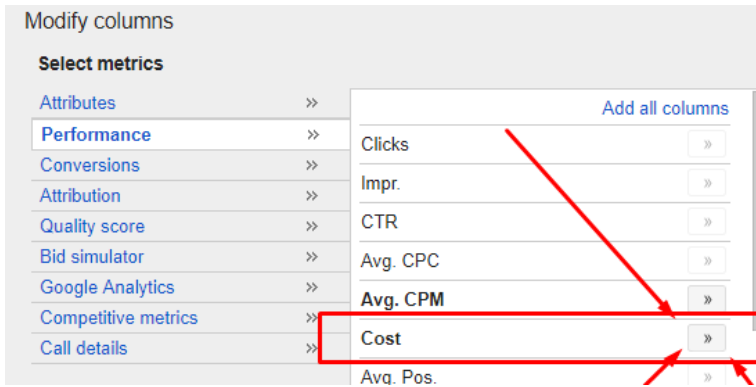 Modify columns
Select metrics
Attributes »
Performance »
Conversions »
Attribution »
Quality score »
Bid simulator »
Google Analytics »
Competitive metrics »
Call details »
Add all columns
Clicks »
Impr. »
CTR »
Avg. CPC »
Avg. CPM »
Cost »
Avg. Pos. »